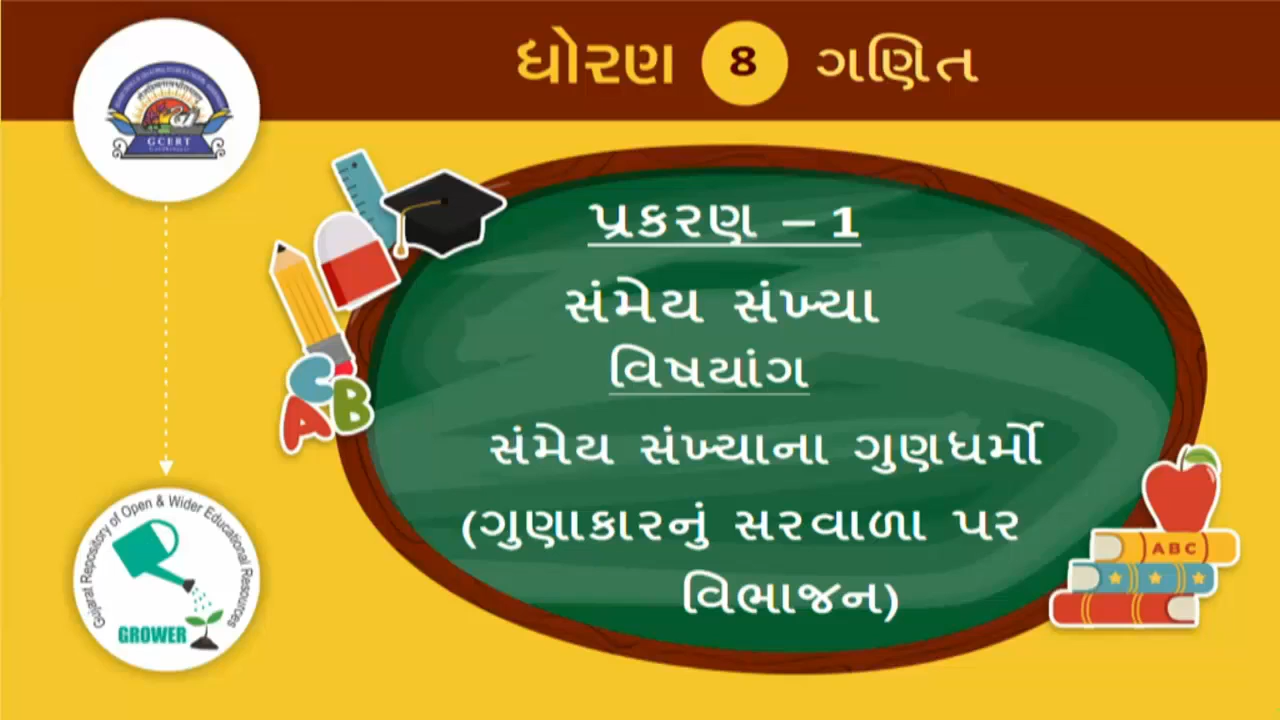 ધોરણ 8 ગણિત
GCERT
પ્રકરણ – 1
સંમેય સંખ્યા
વિષયાંગ
સંમેય સંખ્યાના ગુણધર્મો
(ગુણાકારનું સરવાળા પર
વિભાજન)
C
A B
ABC
Gujarat Repository of Open & Wider Educational Resources
GROWER